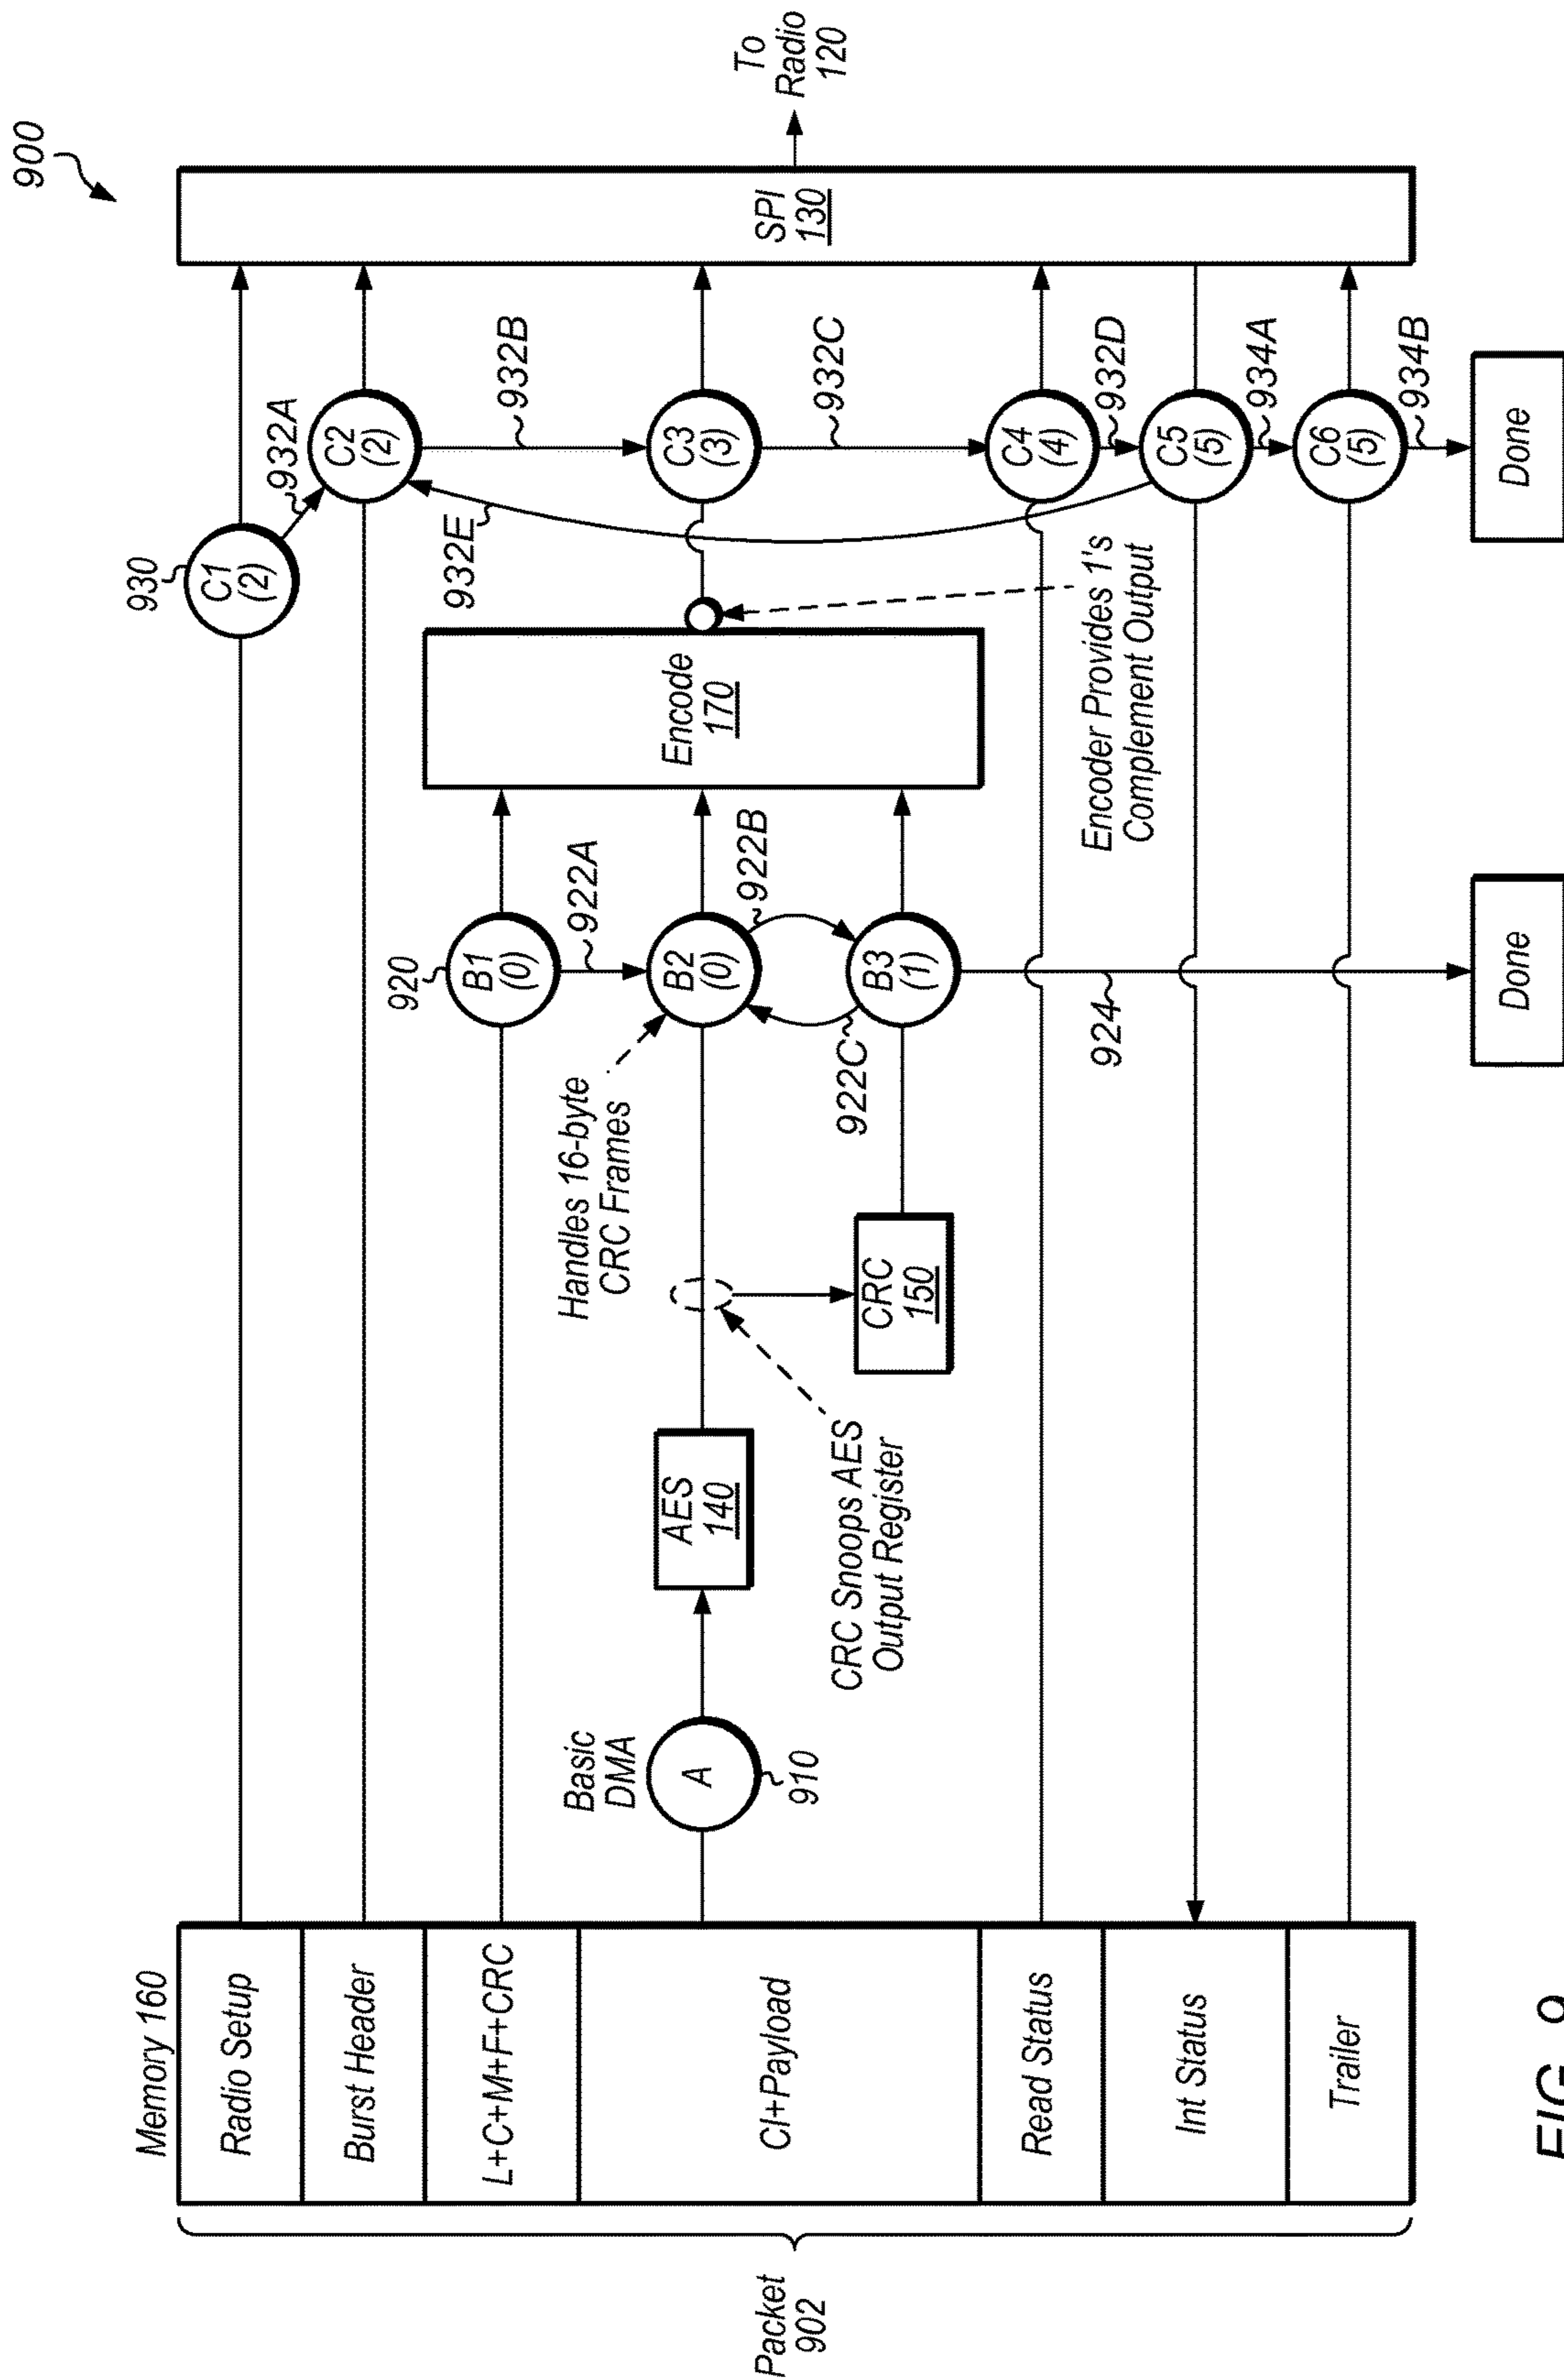 900
Memory 160
Packet
902
Radio Setup
Burst Header
L+C+M+F+CRC
CI+Payload
Read Status
Int Status
Trailer
Basic
DMA
A
910
AES
140
CRC Snoops AES
Output Register
CRC
150
Handles 16-byte
CRC Frames
920
B1
(0)
922A
B2
(0)
922B
922C
B3
(1)
924
Done
Encode
170
Encoder Provides 1's
Complement Output
930
C1
(2)
932A
C2
(2)
932B
932E
C3
(3)
932C
C4
(4)
932D
C5
(5)
934A
C6
(5)
934B
Done
SPI
130
To
Radio
120
FIG. 9